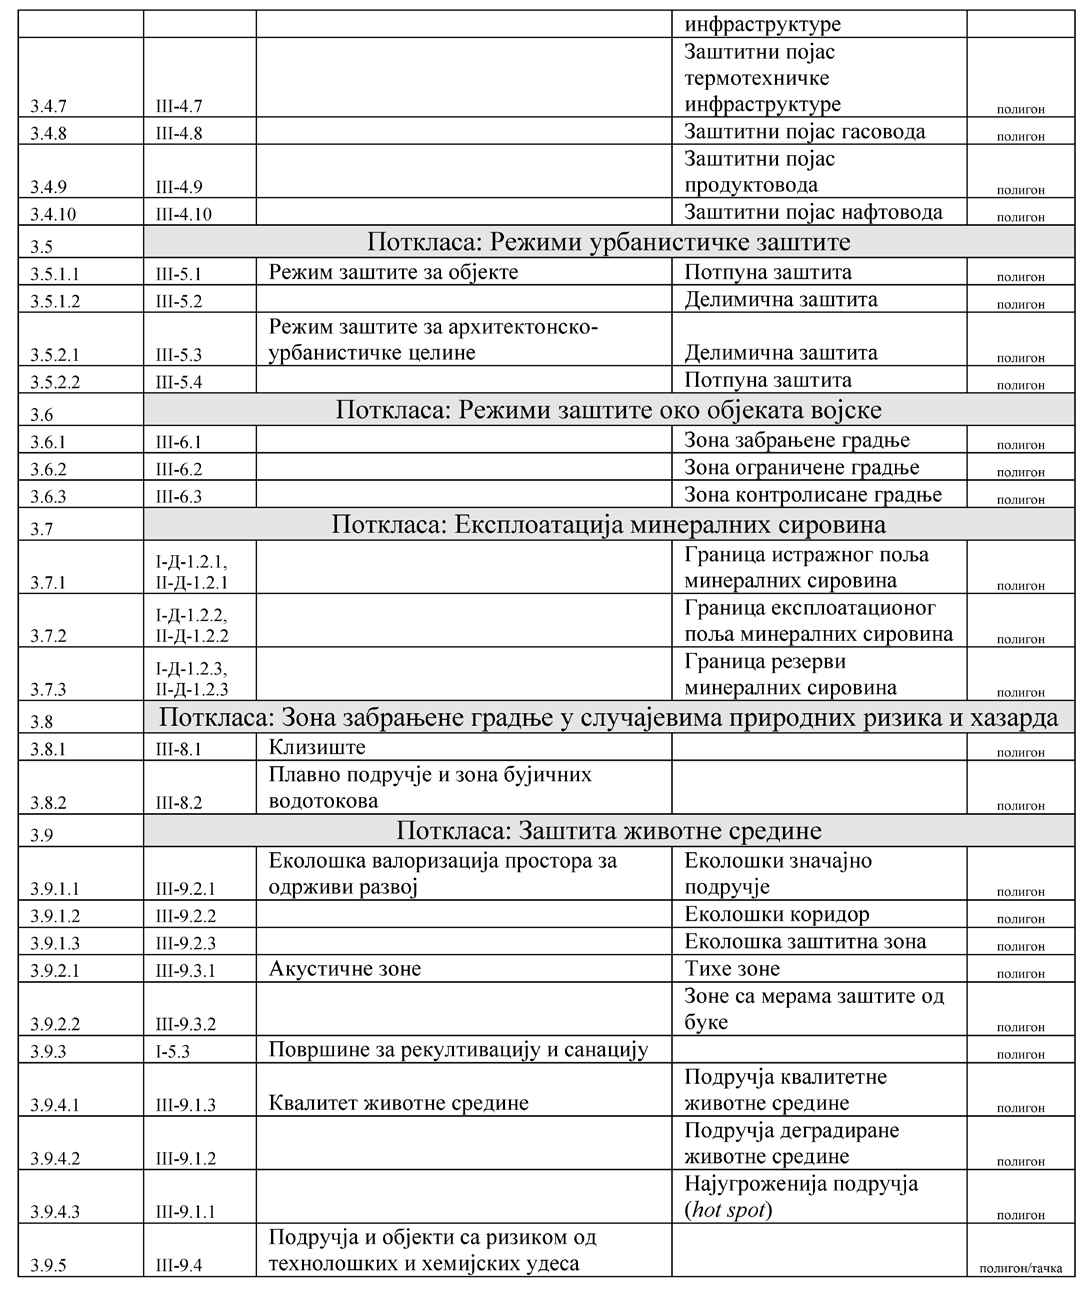 инфраструктуре
Заштитни појас
термотехничке
3.4.7 III-4.7 инфраструктуре полигон
3.4.8 III-4.8 Заштитни појас гасовода полигон
Заштитни појас
3.4.9 III-4.9 продуктовода полигон
3.4.10 III-4.10 Заштитни појас нафтовода полигон
3.5 Поткласа: Режими урбанистичке заштите
3.5.1.1 III-5.1 Режим заштите за објекте Потпуна заштита полигон
3.5.1.2 III-5.2 Делимична заштита полигон
Режим заштите за архитектонско-
3.5.2.1 III-5.3 урбанистичке целине Делимична заштита полигон
3.5.2.2 III-5.4 Потпуна заштита полигон
3.6 Поткласа: Режими заштите око објеката војске
3.6.1 III-6.1 Зона забрањене градње полигон
3.6.2 III-6.2 Зона ограничене градње полигон
3.6.3 III-6.3 Зона контролисане градње полигон
3.7 Поткласа: Експлоатација минералних сировина
I-Д-1.2.1, Граница истражног поља
3.7.1 II-Д-1.2.1 минералних сировина полигон
I-Д-1.2.2, Граница експлоатационог
3.7.2 II-Д-1.2.2 поља минералних сировина полигон
I-Д-1.2.3, Граница резерви
3.7.3 II-Д-1.2.3 минералних сировина полигон
3.8 Поткласа: Зона забрањене градње у случајевима природних ризика и хазарда
3.8.1 III-8.1 Клизиште полигон
Плавно подручје и зона бујичних
3.8.2 III-8.2 водотокова полигон
3.9 Поткласа: Заштита животне средине
Еколошка валоризација простора за Еколошки значајно
3.9.1.1 III-9.2.1 одрживи развој подручје полигон
3.9.1.2 III-9.2.2 Еколошки коридор полигон
3.9.1.3 III-9.2.3 Еколошка заштитна зона полигон
3.9.2.1 III-9.3.1 Акустичне зоне Тихе зоне полигон
Зоне са мерама заштите од
3.9.2.2 III-9.3.2 буке полигон
3.9.3 I-5.3 Површине за рекултивацију и санацију полигон
Подручја квалитетне
3.9.4.1 III-9.1.3 Квалитет животне средине животне средине полигон
Подручја деградиране
3.9.4.2 III-9.1.2 животне средине полигон
Најугроженија подручја
3.9.4.3 III-9.1.1 (hot spot) полигон
Подручја и објекти са ризиком од
3.9.5 III-9.4 технолошких и хемијских удеса полигон/тачка